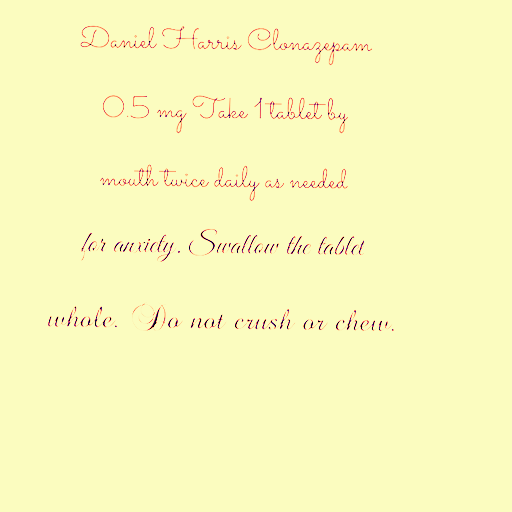 Daniel Harris Clonazepam
0.5 mg Take 1 tablet by
mouth twice daily as needed
for anxiety. Swallow the tablet
whole. Do not crush or chew.